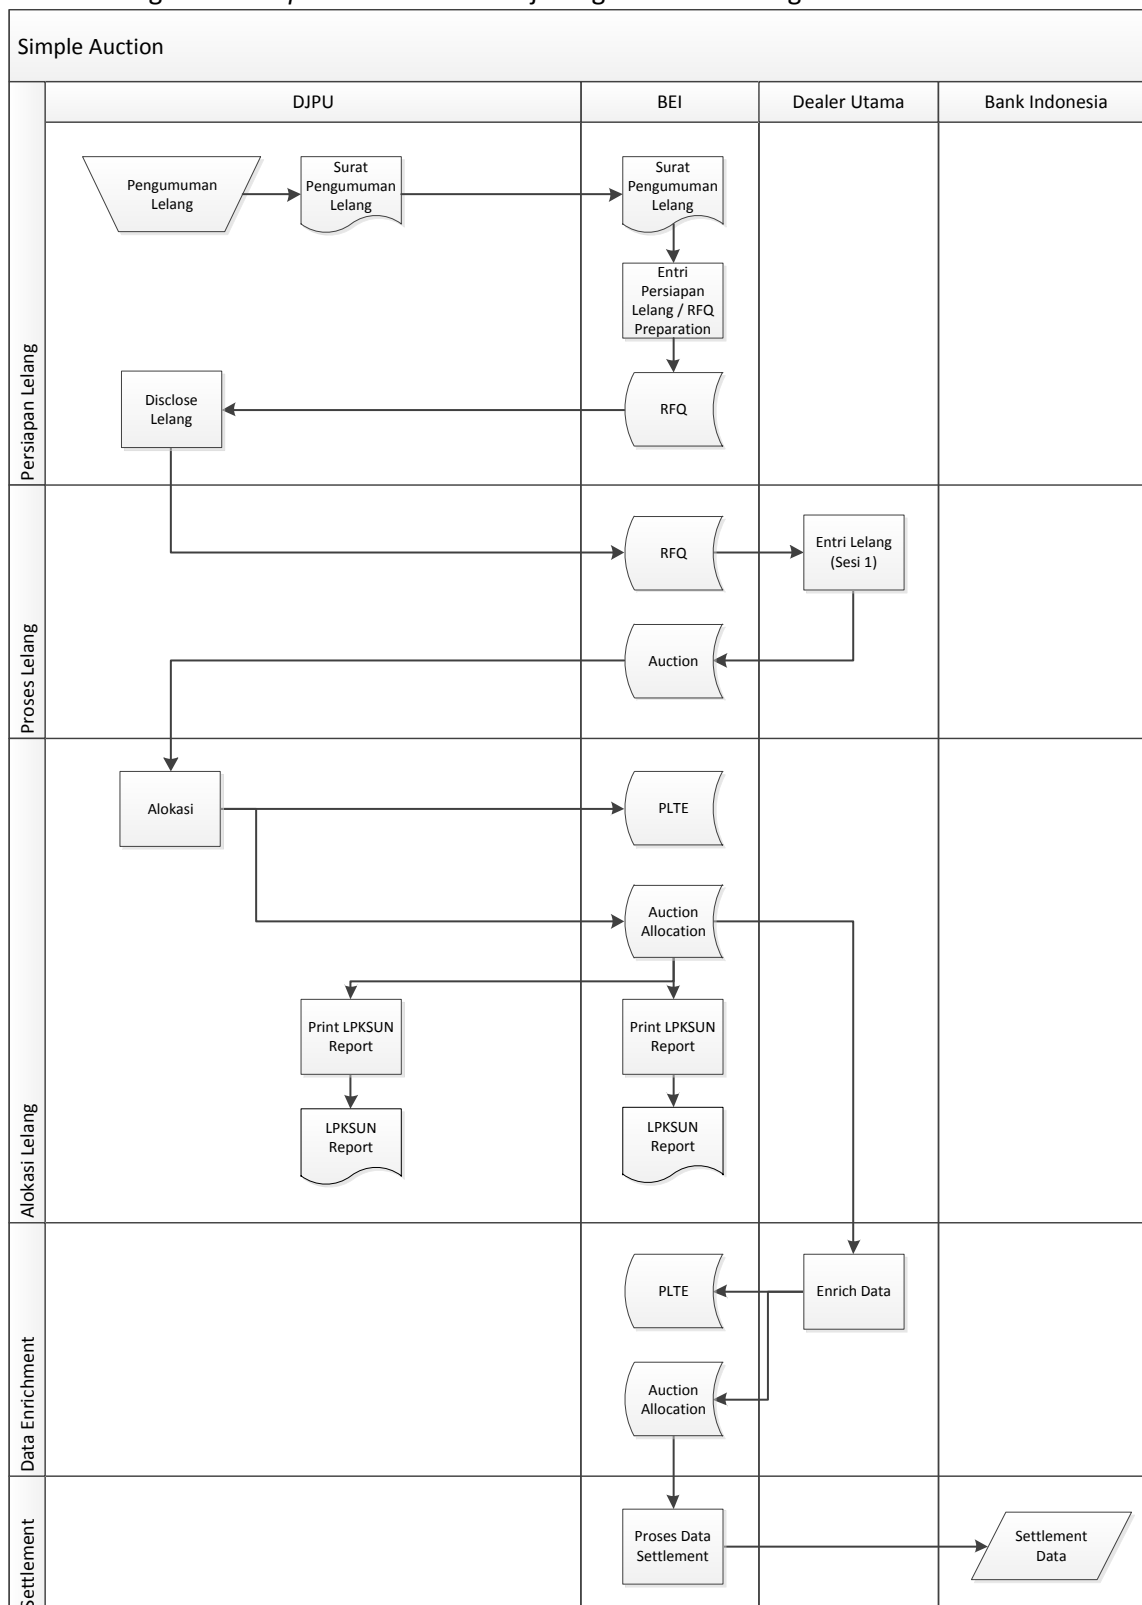 Simple Auction
DJPU
BEI
Dealer Utama
Bank Indonesia
Persiapan Lelang
Pengumuman
Lelang
Surat
Pengumuman
Lelang
Surat
Pengumuman
Lelang
Entri
Persiapan
Lelang / RFQ
Preparation
Disclose
Lelang
RFQ
Proses Lelang
RFQ
Entri Lelang
(Sesi 1)
Auction
Alokasi Lelang
Alokasi
PLTE
Auction
Allocation
Print LPKSUN
Report
Print LPKSUN
Report
LPKSUN
Report
LPKSUN
Report
Data Enrichment
PLTE
Enrich Data
Auction
Allocation
Settlement
Proses Data
Settlement
Settlement
Data